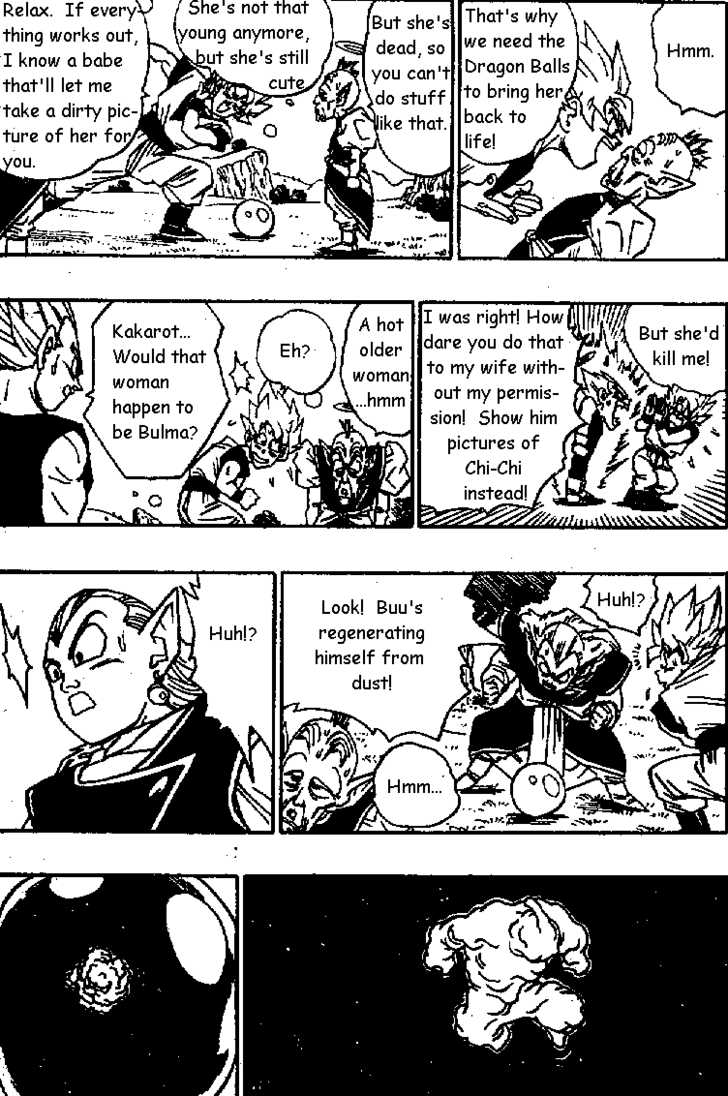 Relax. If every-
thing works out,
I know a babe
that'll let me
take a dirty pic-
ture of her for
you.
She's not that
young anymore,
but she's still
cute
But she's
dead, so
you can't
do stuff
like that.
That's why
we need the
Dragon Balls
to bring her
back to
life!
Hmm.
Kakarot...
Would that
woman
happen to
be Bulma?
Eh?
A hot
older
woman
...hmm
I was right! How
dare you do that
to my wife with-
out my permis-
sion! Show him
pictures of
Chi-Chi
instead!
But she'd
kill me!
Huh!?
Look! Buu's
regenerating
himself from
dust!
Huh!?
Hmm...